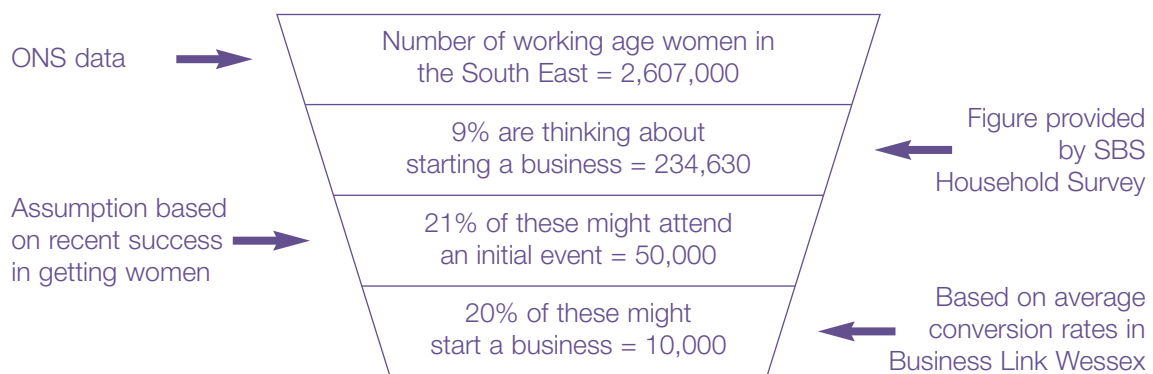 ONS data
Number of working age women in
the South East = 2,607,000
9% are thinking about
starting a business = 234,630
Figure provided
by SBS
Household Survey
Assumption based
on recent success
in getting women
21% of these might attend
an initial event = 50,000
20% of these might
start a business = 10,000
Based on average
conversion rates in
Business Link Wessex